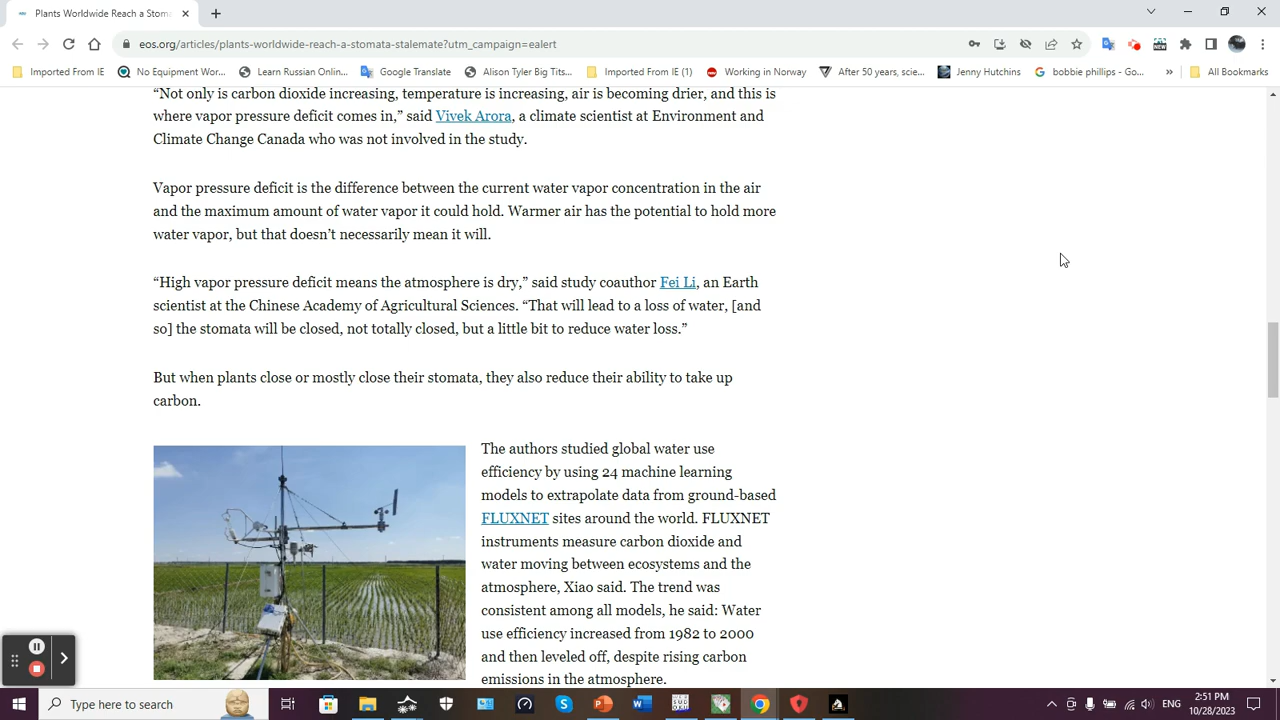 Plants Worldwide Reach a Stoma
eos.org/articles/plants-worldwide-reach-a-stomata-stalemate?utm_campaign=ealert
Imported From IE
No Equipment Wor...
Learn Russian Onlin...
Google Translate
Alison Tyler Big Tits...
Imported From IE (1)
Working in Norway
After 50 years, scie...
Jenny Hutchins
bobbie phillips - Go...
»
All Bookmarks
“Not only is carbon dioxide increasing, temperature is increasing, air is becoming drier, and this is
where vapor pressure deficit comes in,” said Vivek Arora, a climate scientist at Environment and
Climate Change Canada who was not involved in the study.
Vapor pressure deficit is the difference between the current water vapor concentration in the air
and the maximum amount of water vapor it could hold. Warmer air has the potential to hold more
water vapor, but that doesn’t necessarily mean it will.
“High vapor pressure deficit means the atmosphere is dry,” said study coauthor Fei Li, an Earth
scientist at the Chinese Academy of Agricultural Sciences. “That will lead to a loss of water, [and
so] the stomata will be closed, not totally closed, but a little bit to reduce water loss.”
But when plants close or mostly close their stomata, they also reduce their ability to take up
carbon.
The authors studied global water use
efficiency by using 24 machine learning
models to extrapolate data from ground-based
FLUXNET sites around the world. FLUXNET
instruments measure carbon dioxide and
water moving between ecosystems and the
atmosphere, Xiao said. The trend was
consistent among all models, he said: Water
use efficiency increased from 1982 to 2000
and then leveled off, despite rising carbon
emissions in the atmosphere.
Type here to search
2:51 PM
10/28/2023